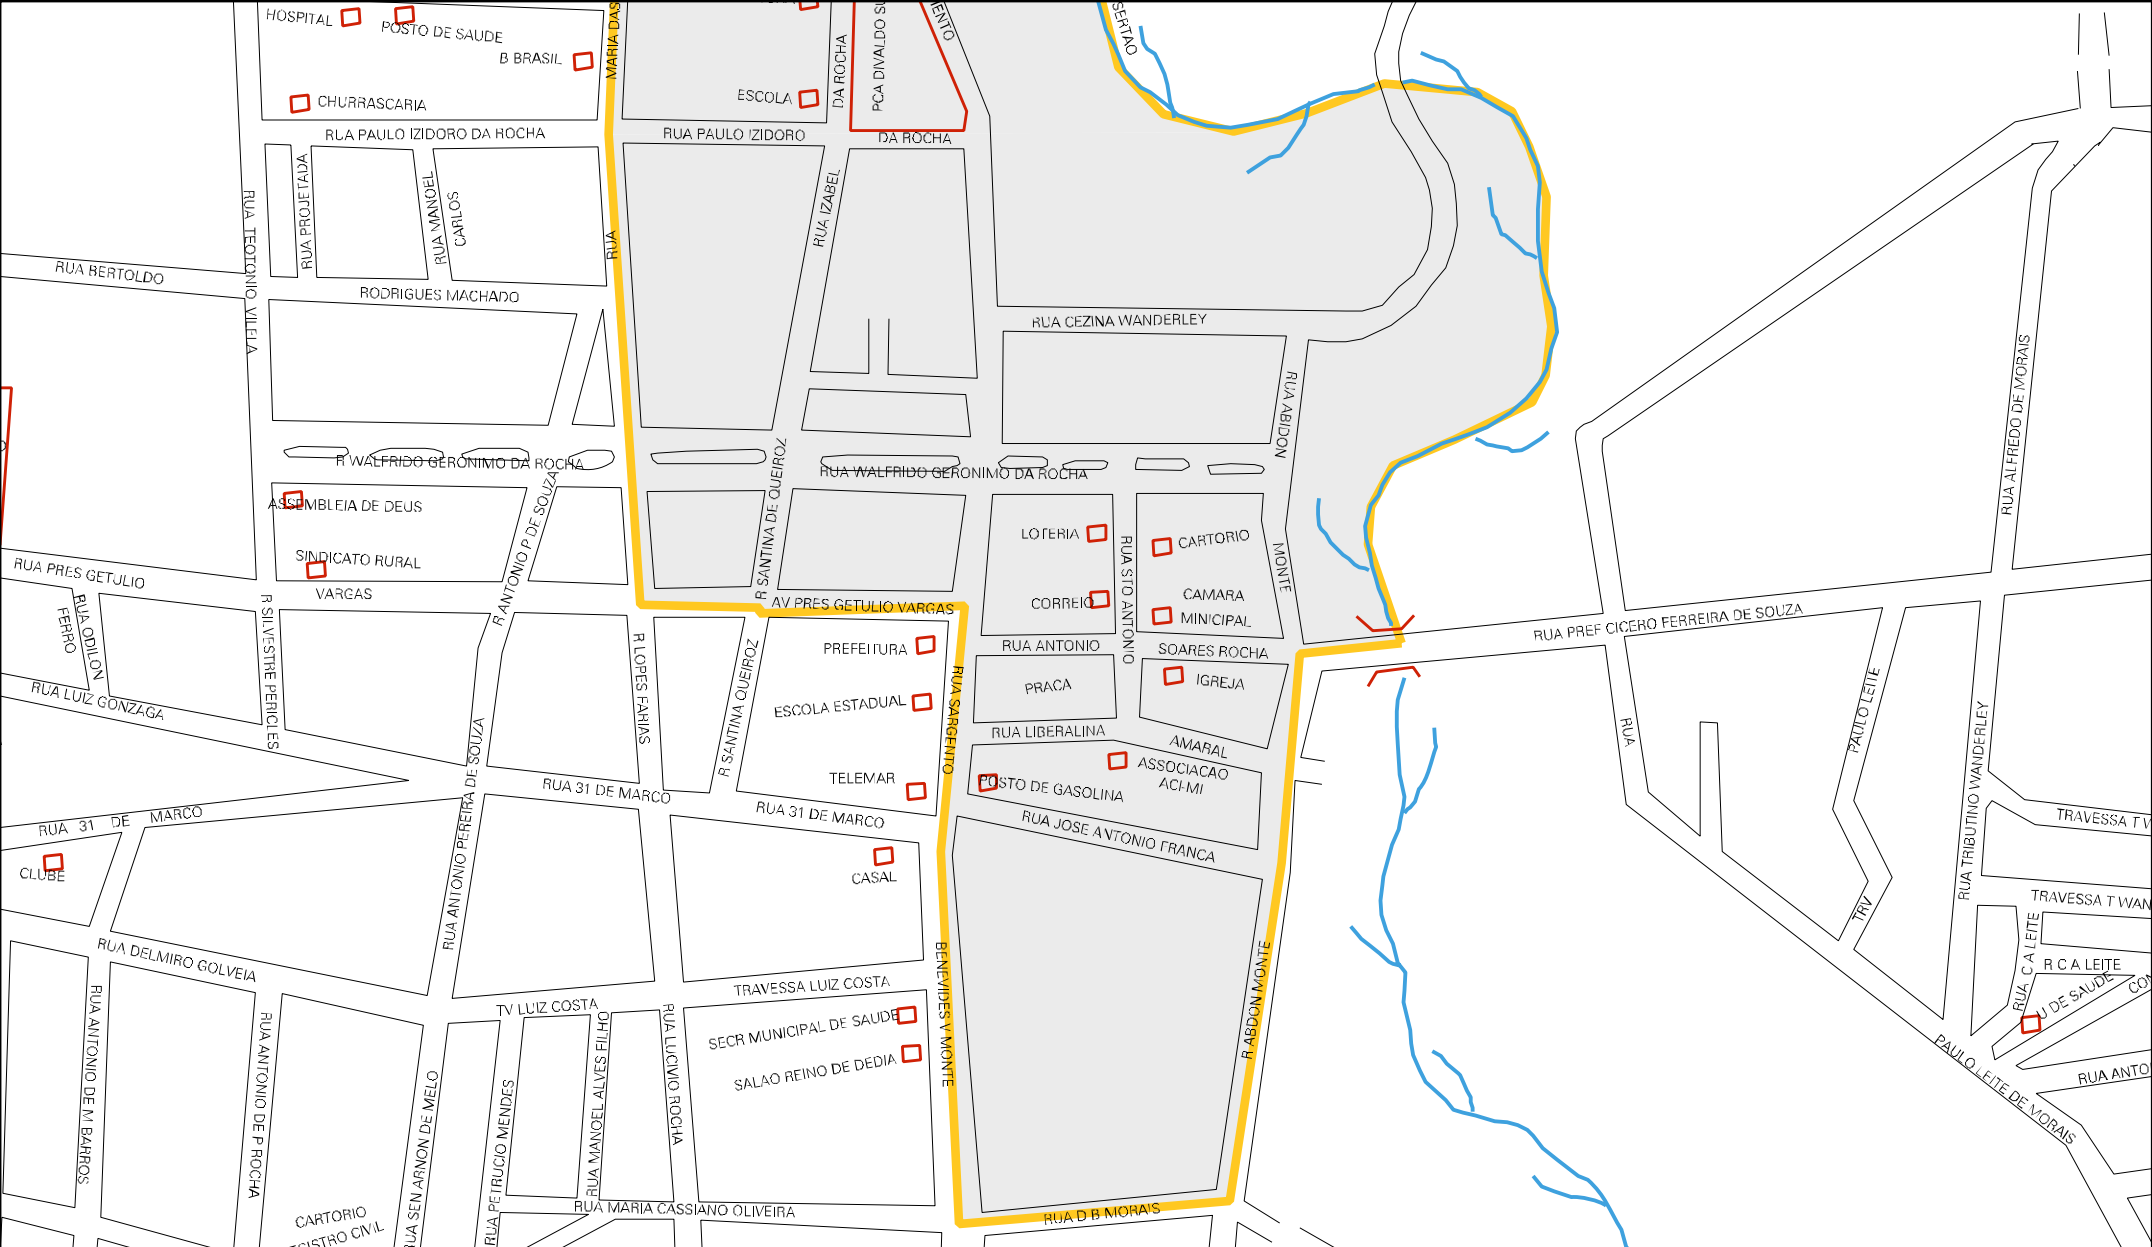 HOSPITAL
POSTO DE SAUDE
B BRASIL
MARIA DAS
DA ROCHA
PCA DIVALDO
SERTAO
CHURRASCARIA
ESCOLA
RUA PAULO IZIDORO DA ROCHA
RUA PAULO IZIDORO
DA ROCHA
RUA PROJETADA
RUA MANOEL
CARLOS
RUA TEOTONIO VILELA
RUA
RUA IZABEL
RUA BERTOLDO
RODRIGUES MACHADO
RUA CEZINA WANDERLEY
RUA ABIDON
MONTE
RUA ALFREDO DE MORAIS
R WALFRIDO GERONIMO DA ROCHA
RUA WALFRIDO GERONIMO DA ROCHA
R SANTINA DE QUEIROZ
ASSEMBLEIA DE DEUS
R ANTONIO P DE SOUZA
SINDICATO RURAL
LOTERIA
CARTORIO
RUA STO ANTONIO
RUA PRES GETULIO
VARGAS
AV PRES GETULIO VARGAS
CORREIO
CAMARA
MINICIPAL
RUA ODILON
FERRO
R SILVESTRE PERICLES
R LOPES FARIAS
R SANTINA QUEIROZ
PREFEITURA
RUA ANTONIO
SOARES ROCHA
RUA PREF CICERO FERREIRA DE SOUZA
RUA LUIZ GONZAGA
ESCOLA ESTADUAL
RUA SARGENTO
PRACA
IGREJA
RUA LIBERALINA
AMARAL
RUA
PAULO LEITE
RUA TRIBUTINO WANDERLEY
RUA ANTONIO PEREIRA DE SOUZA
TELEMAR
POSTO DE GASOLINA
ASSOCIACAO
ACI-MI
RUA 31 DE MARCO
RUA 31 DE MARCO
RUA 31 DE MARCO
RUA JOSE ANTONIO FRANCA
TRAVESSA T W
CLUBE
CASAL
TRAVESSA T WAN
TRV
RUA DELMIRO GOLVEIA
BENEVIDES V MONTE
R ABDON MONTE
RUA C A LEITE
R C A LEITE
U DE SAUDE
CON
TV LUIZ COSTA
TRAVESSA LUIZ COSTA
SECR MUNICIPAL DE SAUDE
SALAO REINO DE DEDIA
RUA ANTONIO DE M BARROS
RUA ANTONIO DE P ROCHA
RUA SEN ARNON DE MELO
RUA PETRUCIO MENDES
RUA MANOEL ALVES FILHO
RUA LUCIVIO ROCHA
PAULO LEITE DE MORAIS
RUA ANTO
CARTORIO
ISTRO CIVIL
RUA MARIA CASSIANO OLIVEIRA
RUA D B MORAIS